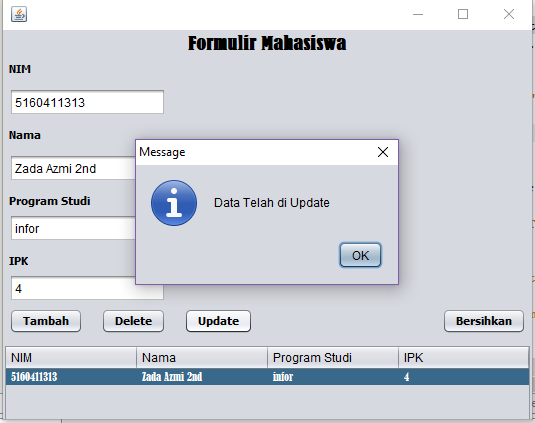 Formulir Mahasiswa
NIM
5160411313
Nama
Zada Azmi 2nd
Message
Data Telah di Update
OK
Program Studi
infor
IPK
4
Tambah Delete Update Bersihkan
NIM Nama Program Studi IPK
5160411313 Zada Azmi 2nd infor 4